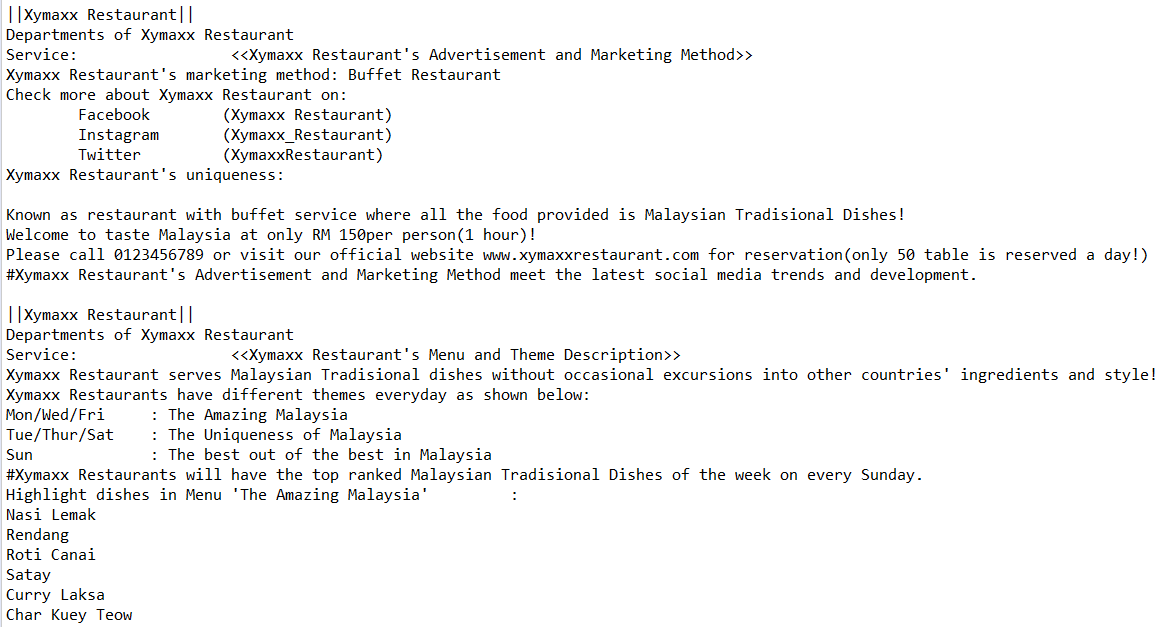 ||Xymaxx Restaurant||
Departments of Xymaxx Restaurant
Service: <<Xymaxx Restaurant's Advertisement and Marketing Method>>
Xymaxx Restaurant's marketing method: Buffet Restaurant
Check more about Xymaxx Restaurant on:
Facebook (Xymaxx Restaurant)
Instagram (Xymaxx_Restaurant)
Twitter (XymaxxRestaurant)
Xymaxx Restaurant's uniqueness:

Known as restaurant with buffet service where all the food provided is Malaysian Tradisional Dishes!
Welcome to taste Malaysia at only RM 150per person(1 hour)!
Please call 0123456789 or visit our official website www.xymaxxrestaurant.com for reservation(only 50 table is reserved a day!)
#Xymaxx Restaurant's Advertisement and Marketing Method meet the latest social media trends and development.

||Xymaxx Restaurant||
Departments of Xymaxx Restaurant
Service: <<Xymaxx Restaurant's Menu and Theme Description>>
Xymaxx Restaurant serves Malaysian Tradisional dishes without occasional excursions into other countries' ingredients and style!
Xymaxx Restaurants have different themes everyday as shown below:
Mon/Wed/Fri : The Amazing Malaysia
Tue/Thur/Sat : The Uniqueness of Malaysia
Sun : The best out of the best in Malaysia
#Xymaxx Restaurants will have the top ranked Malaysian Tradisional Dishes of the week on every Sunday.
Highlight dishes in Menu 'The Amazing Malaysia' :
Nasi Lemak
Rendang
Roti Canai
Satay
Curry Laksa
Char Kuey Teow